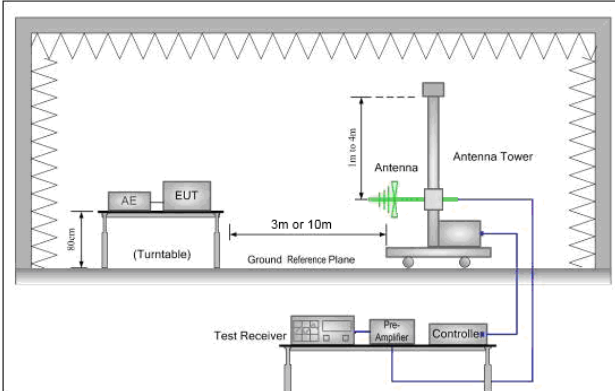 1m to 4m
Antenna
Antenna Tower
AE
EUT
80cm
(Turntable)
3m or 10m
Ground Reference Plane
Test Receiver
Pre-
Amplifier
Controller